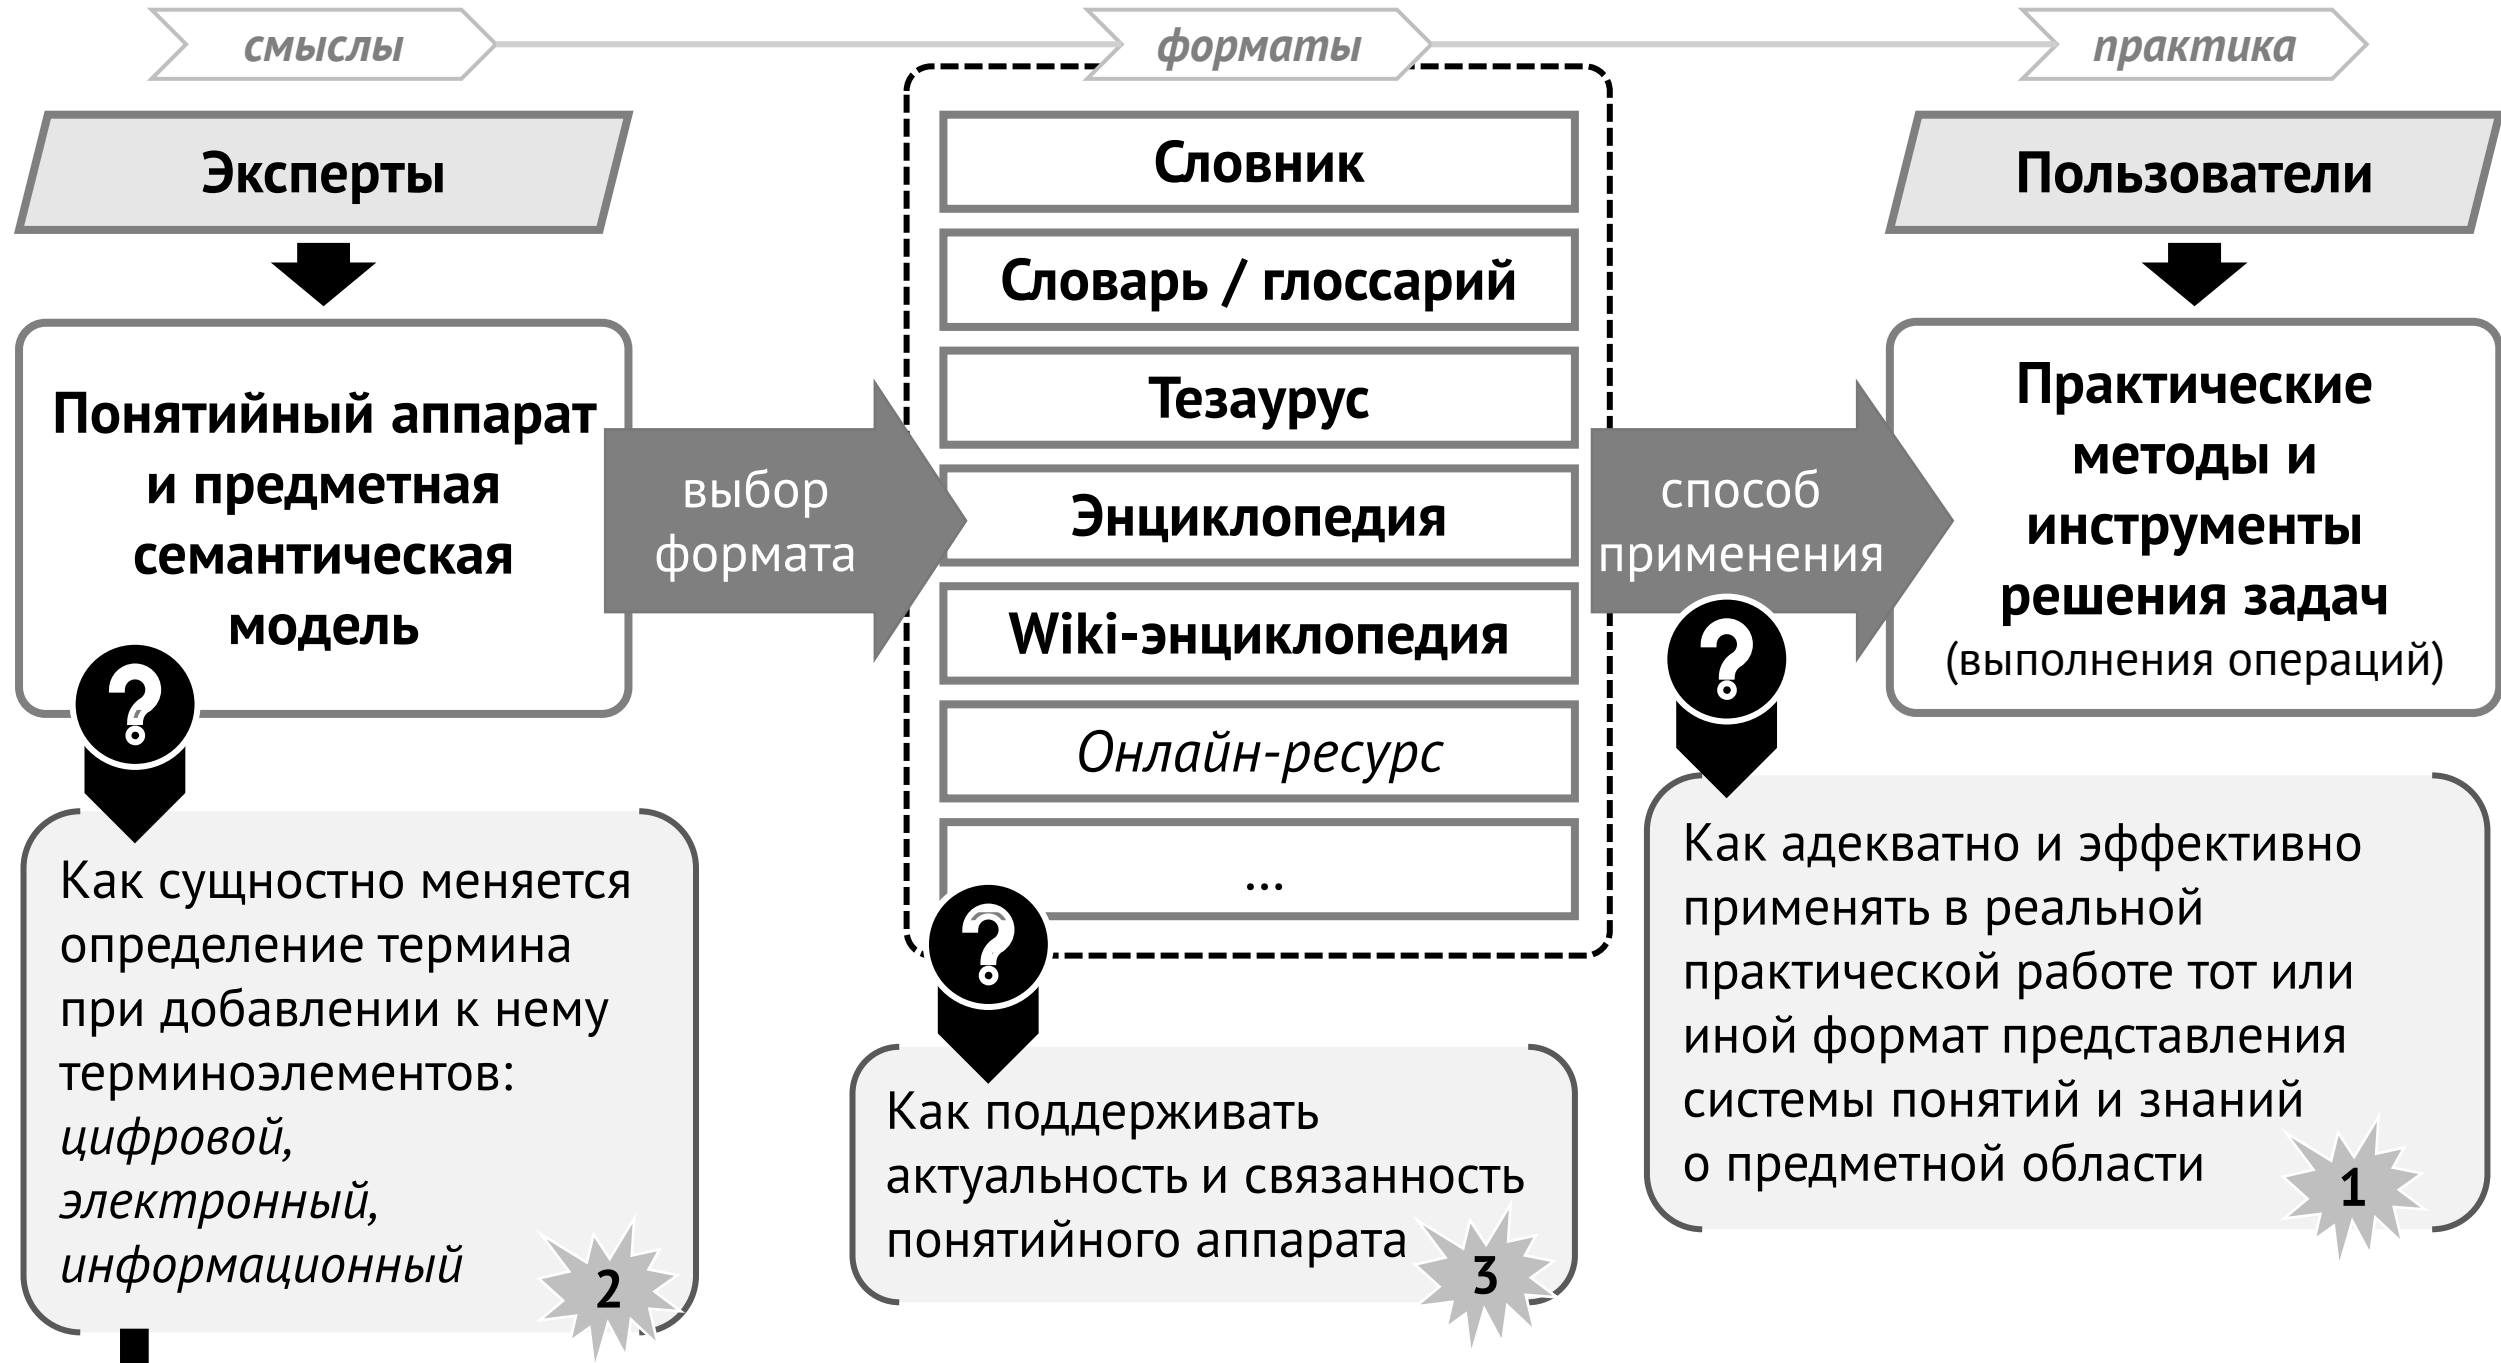 смыслы
форматы
практика
Эксперты
Понятийный аппарат
и предметная
семантическая
модель
?
Как сущностно меняется
определение термина
при добавлении к нему
терминоэлементов:
цифровой,
электронный,
информационный
2
выбор
формата
Словник
Словарь / глоссарий
Тезаурус
Энциклопедия
Wiki-энциклопедия
Онлайн-ресурс
...
?
Как поддерживать
актуальность и связанность
понятийного аппарата
3
способ
применения
Пользователи
Практические
методы и
инструменты
решения задач
(выполнения операций)
?
Как адекватно и эффективно
применять в реальной
практической работе тот или
иной формат представления
системы понятий и знаний
о предметной области
1